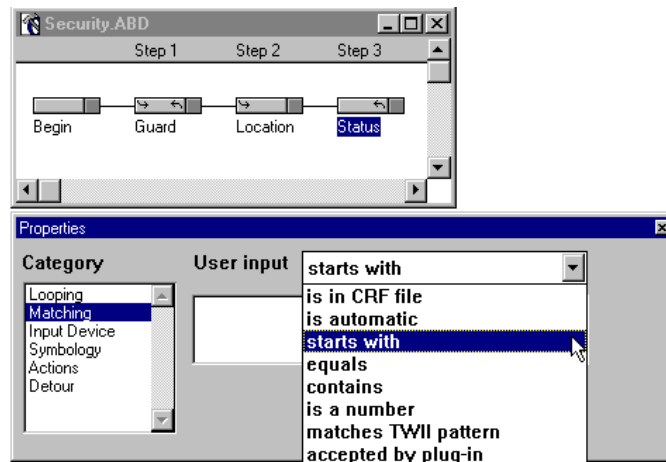 Security.ABD
Step 1 Step 2 Step 3
Begin Guard Location Status
Properties
Category
User input
starts with
Looping
Matching
Input Device
Symbology
Actions
Detour
is in CRF file
is automatic
starts with
equals
contains
is a number
matches TWII pattern
accepted by plug-in